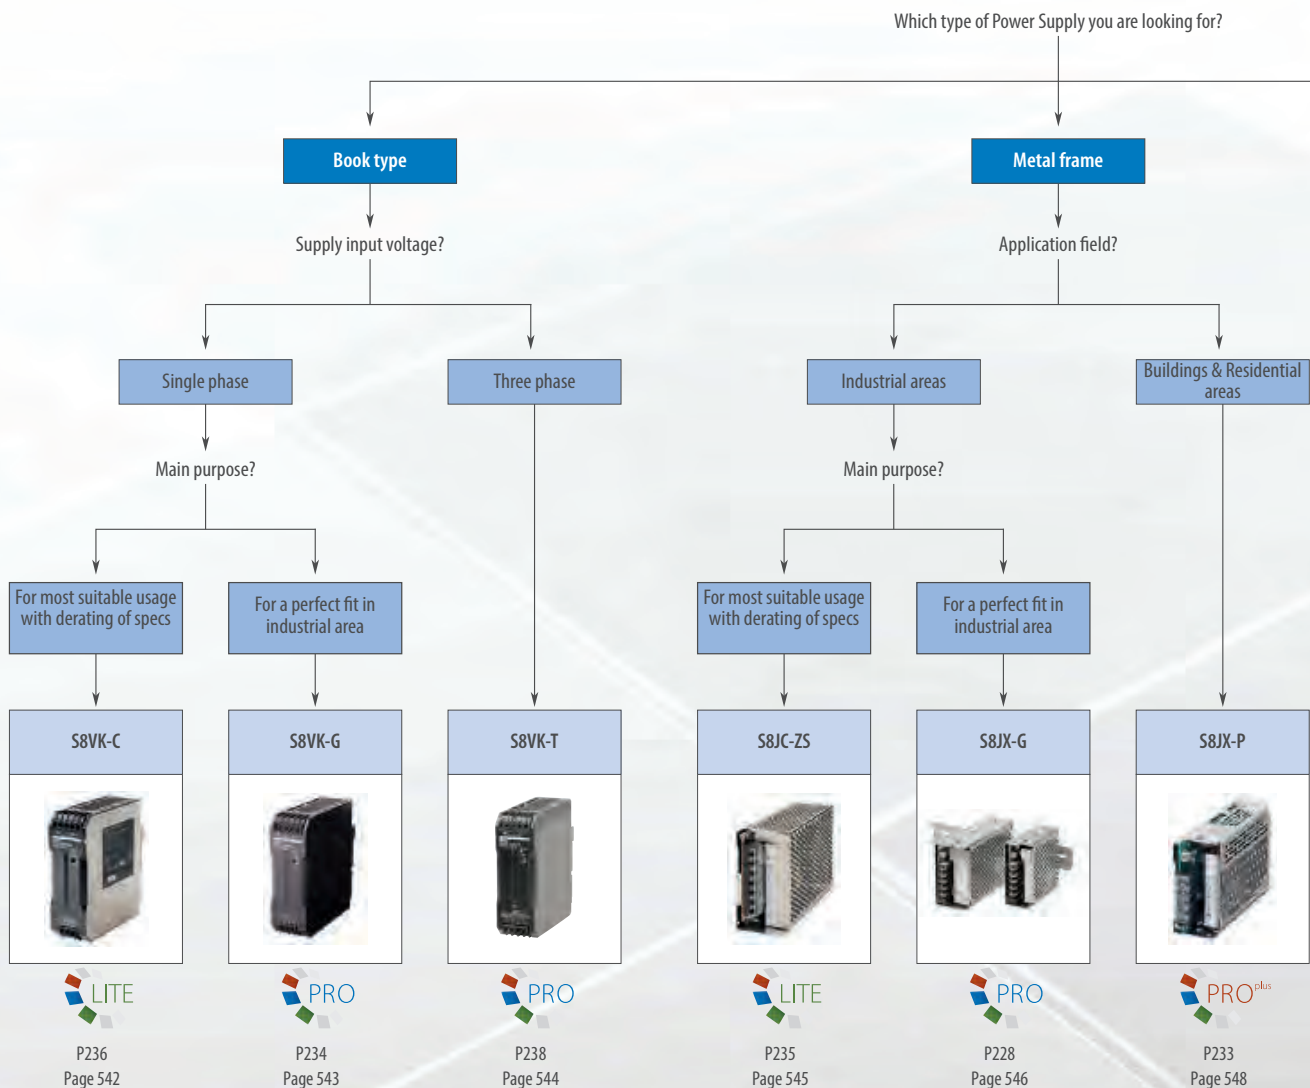 Which type of Power Supply you are looking for?
Book type
Metal frame
Supply input voltage?
Application field?
Single phase
Three phase
Industrial areas
Buildings & Residential
areas
Main purpose?
Main purpose?
For most suitable usage
with derating of specs
For a perfect fit in
industrial area
For most suitable usage
with derating of specs
For a perfect fit in
industrial area
S8VK-C
S8VK-G
S8VK-T
S8JC-ZS
S8JX-G
S8JX-P
LITE
PRO
PRO
LITE
PRO
PROplus
P236
P234
P238
P235
P228
P233
Page 542
Page 543
Page 544
Page 545
Page 546
Page 548